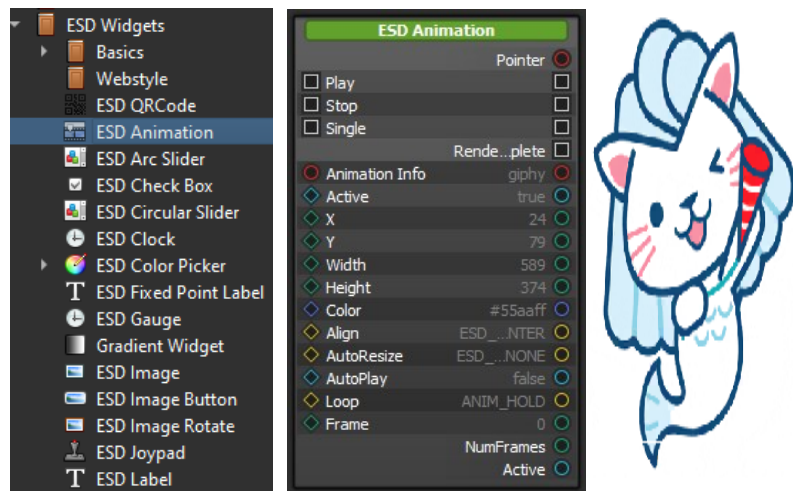 ESD Widgets
Basics
Webstyle
ESD QRCode
ESD Animation
ESD Arc Slider
ESD Check Box
ESD Circular Slider
ESD Clock
ESD Color Picker
ESD Fixed Point Label
ESD Gauge
Gradient Widget
ESD Image
ESD Image Button
ESD Image Rotate
ESD Joypad
ESD Label
ESD Animation
Pointer
Play
Stop
Single
Rende...plete
Animation Info giphy
Active true
X 24
Y 79
Width 589
Height 374
Color #55aaff
Align ESD_...NTER
AutoResize ESD_...NONE
AutoPlay false
Loop ANIM_HOLD
Frame 0
NumFrames
Active